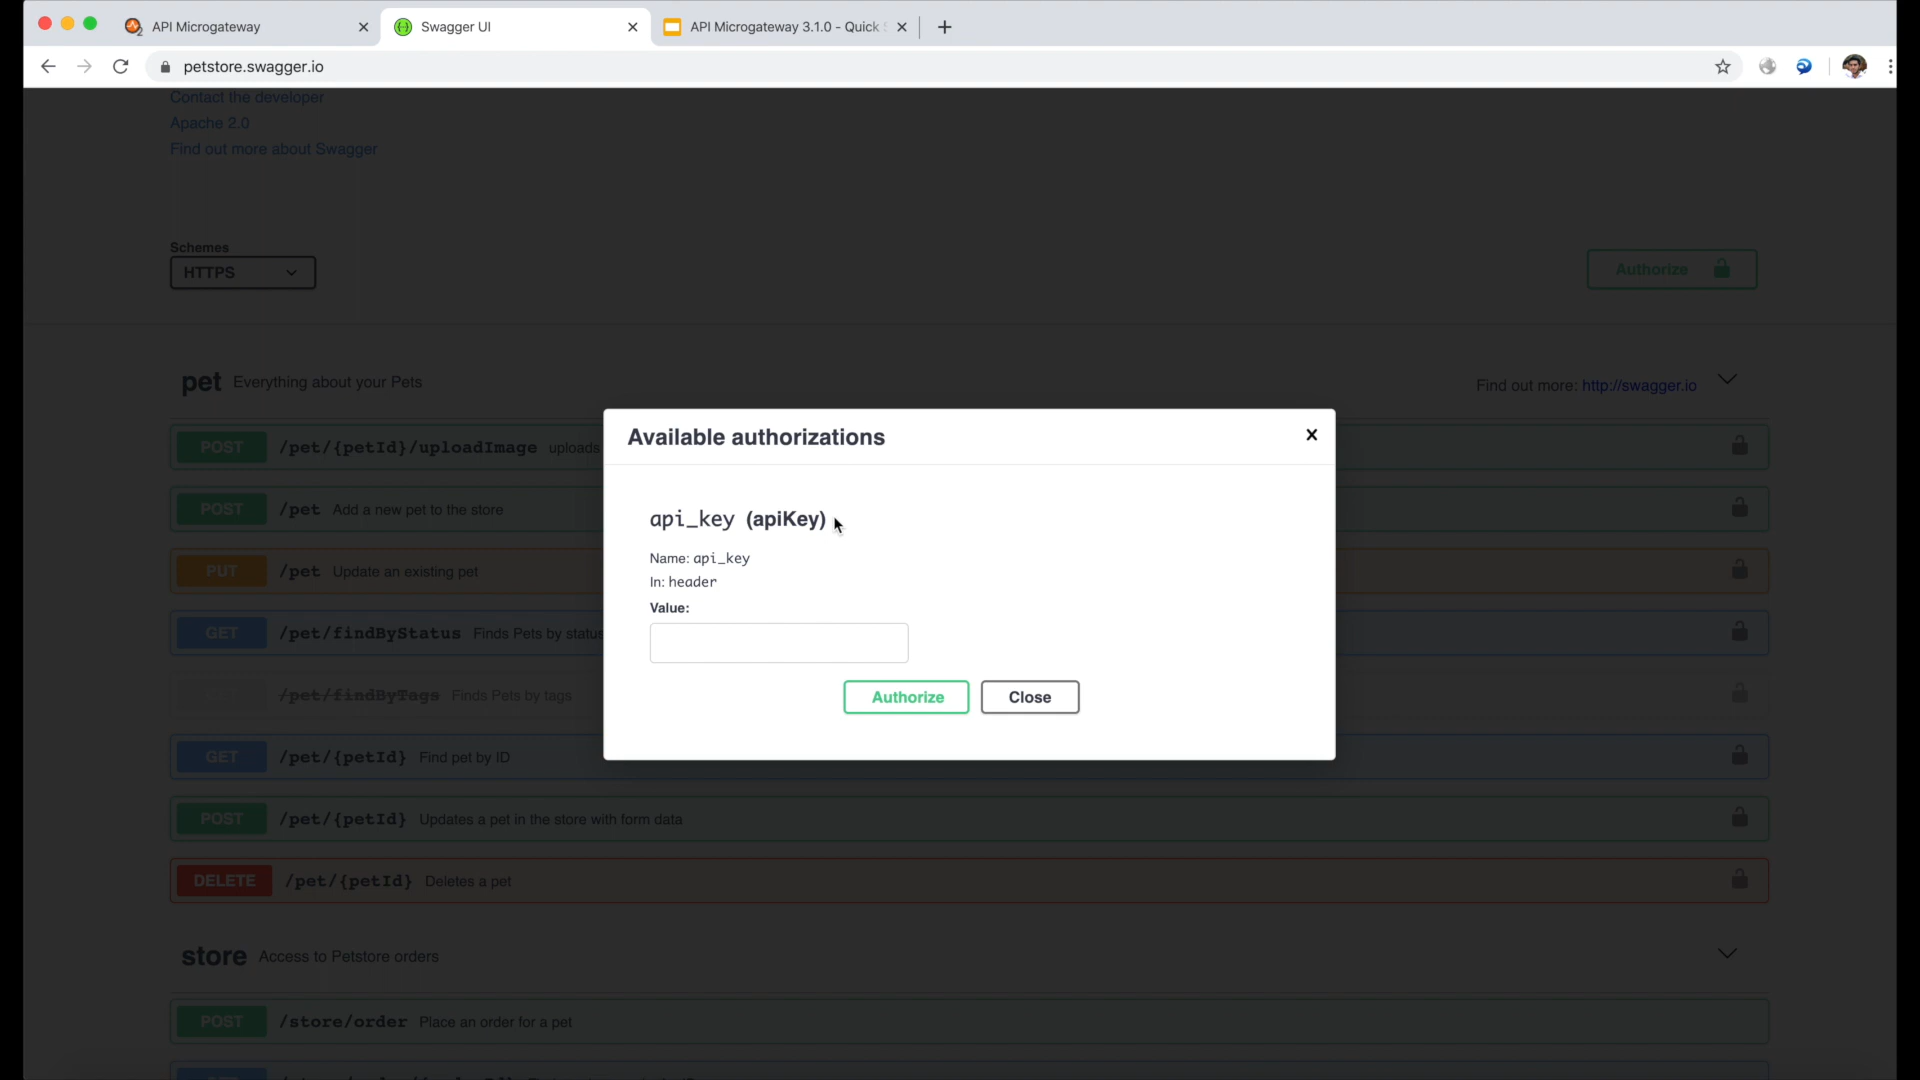 API Microgateway
Swagger UI
API Microgateway 3.1.0 - Quick
petstore.swagger.io
Contact the developer
Apache 2.0
Find out more about Swagger
Schemes
HTTPS
Authorize
pet Everything about your Pets
Find out more: http://swagger.io
POST /pet/{petId}/uploadImage uploads
POST /pet Add a new pet to the store
PUT /pet Update an existing pet
GET /pet/findByStatus Finds Pets by status
/pet/findByTags Finds Pets by tags
GET /pet/{petId} Find pet by ID
POST /pet/{petId} Updates a pet in the store with form data
DELETE /pet/{petId} Deletes a pet
store Access to Petstore orders
POST /store/order Place an order for a pet
Available authorizations
api_key (apiKey)
Name: api_key
In: header
Value:
Authorize
Close